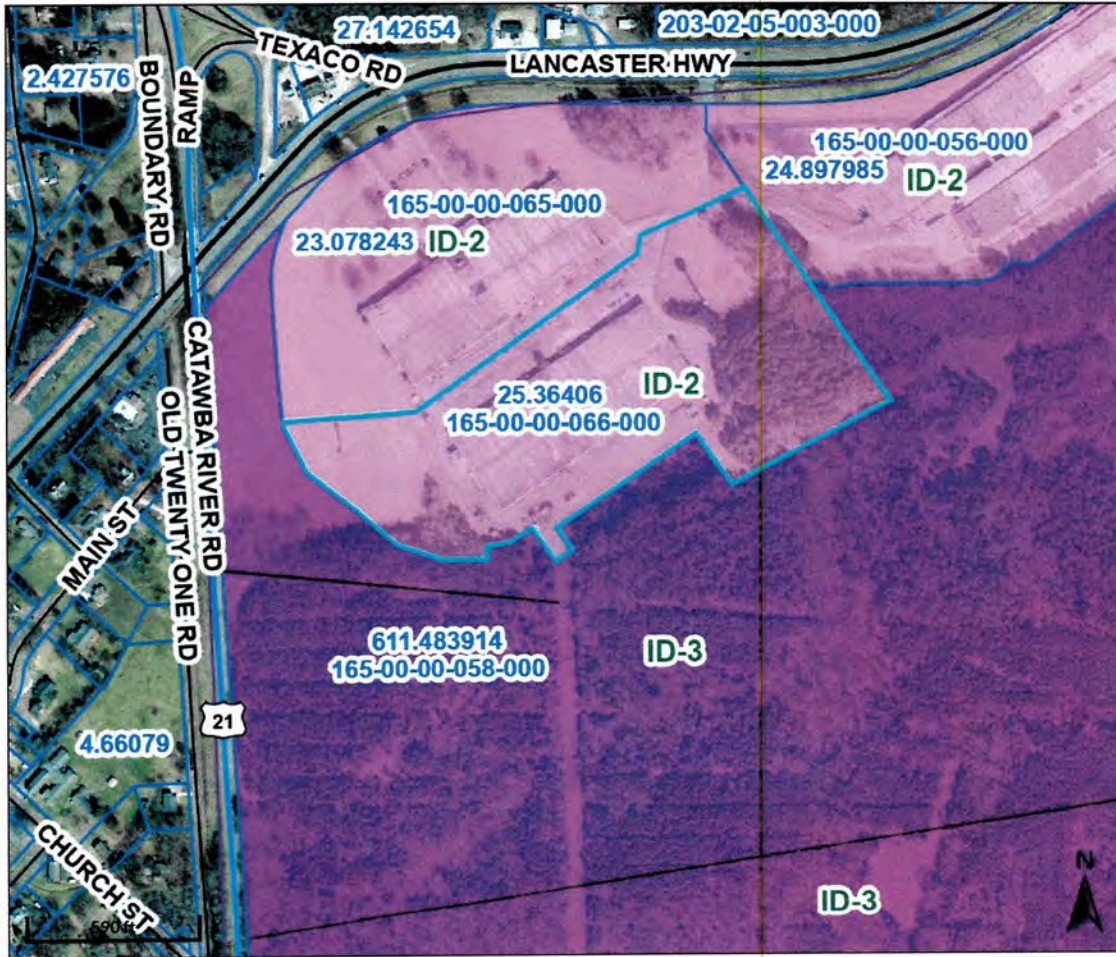 27.142654
203-02-05-003-000
TEXACO RD
LANCASTER HWY
2.427576
BOUNDARY RD
RAMP
165-00-00-056-000
24.897985
ID-2
165-00-00-065-000
23.078243 ID-2
CATAWBA RIVER RD
OLD TWENTY ONE RD
25.36406
ID-2
165-00-00-066-000
MAIN ST
611.483914
165-00-00-058-000
ID-3
21
4.66079
CHURCH ST
590 ft
ID-3
N